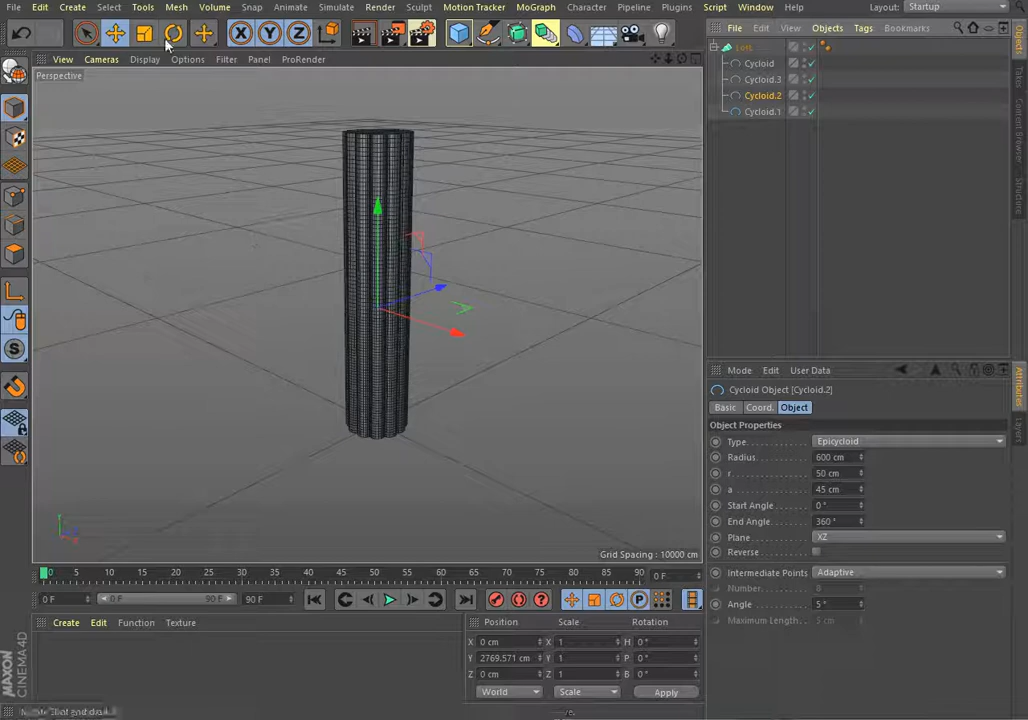 File Edit Create Select Tools Mesh Volume Snap Animate Simulate Render Sculpt Motion Tracker MoGraph Character Pipeline Plugins Script Window Help Layout: Startup
X Y Z
File Edit View Objects Tags
View Cameras Display Options Filter Panel ProRender
Perspective
Cycloid
Cycloid.3
Cycloid.2
Cycloid.1
Objects
Takes
Content Browser
Structure
Mode Edit User Data
Cycloid Object [Cycloid.2]
Basic Coord. Object
Object Properties
Type Epicycloid
Radius 600 cm
r 50 cm
a 45 cm
Start Angle 0 °
End Angle 360 °
Plane XZ
Reverse
Intermediate Points Adaptive
Number 8
Angle 5 °
Maximum Length 5 cm
Attributes
Layers
Grid Spacing : 10000 cm
0 5 10 15 20 25 30 35 40 45 50 55 60 65 70 75 80 85 90 0 F
0 F 0 F 90 F 90 F
Create Edit Function Texture
Position Scale Rotation
X 0 cm X 1 H 0 °
Y 2769.571 cm Y 1 P 0 °
Z 0 cm Z 1 B 0 °
World Scale Apply
MAXON
CINEMA 4D